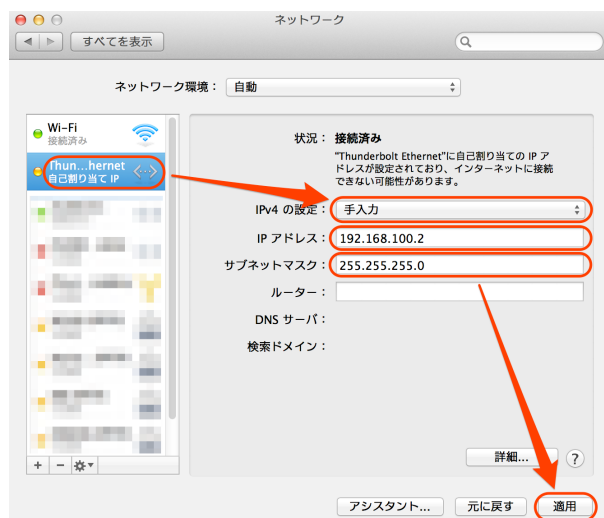 ネットワーク
すべてを表示
ネットワーク環境： 自動
Wi-Fi
接続済み
Thun...hernet
自己割り当て IP
状況： 接続済み
"Thunderbolt Ethernet"に自己割り当ての IP ア
ドレスが設定されており、インターネットに接続
できない可能性があります。
IPv4 の設定： 手入力
IP アドレス： 192.168.100.2
サブネットマスク： 255.255.255.0
ルーター：
DNS サーバ：
検索ドメイン：
詳細... ?
+ −
アシスタント... 元に戻す 適用